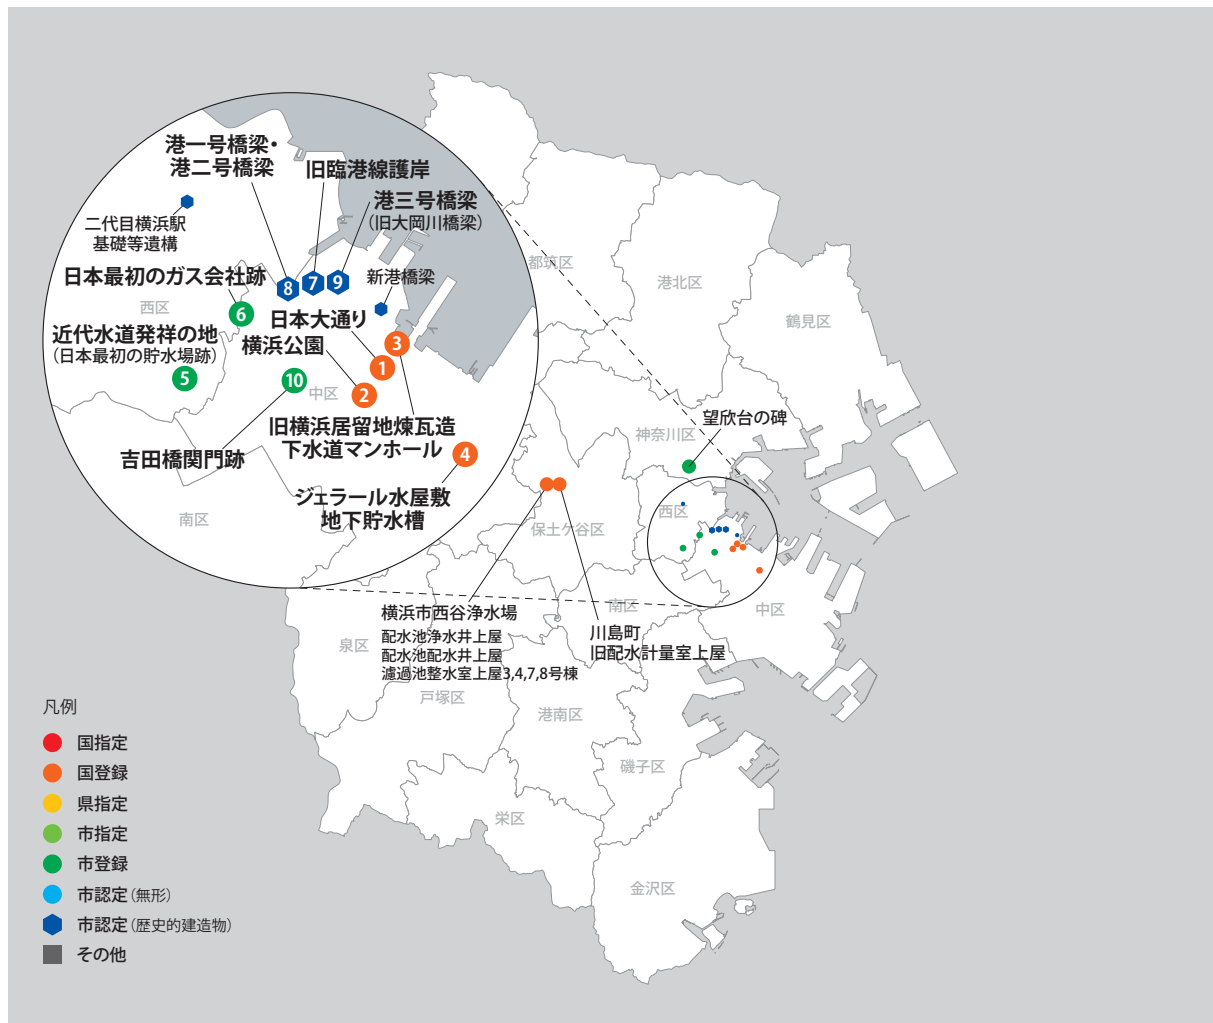 港一号橋梁・
港二号橋梁
旧臨港線護岸
港三号橋梁
（旧大岡川橋梁）
二代目横浜駅
基礎等遺構
日本最初のガス会社跡
新港橋梁
8
7
9
西区
6
日本大通り
近代水道発祥の地
（日本最初の貯水場跡）
横浜公園
3
1
5
10
中区
2
旧横浜居留地煉瓦造
下水道マンホール
吉田橋関門跡
4
ジェラール水屋敷
地下貯水槽
南区
都筑区
港北区
鶴見区
神奈川区
望欣台の碑
西区
保土ケ谷区
南区
中区
横浜市西谷浄水場
配水池浄水井上屋
配水池配水井上屋
濾過池整水室上屋3,4,7,8号棟
川島町
旧配水計量室上屋
泉区
戸塚区
港南区
磯子区
栄区
金沢区
凡例
国指定
国登録
県指定
市指定
市登録
市認定（無形）
市認定（歴史的建造物）
その他